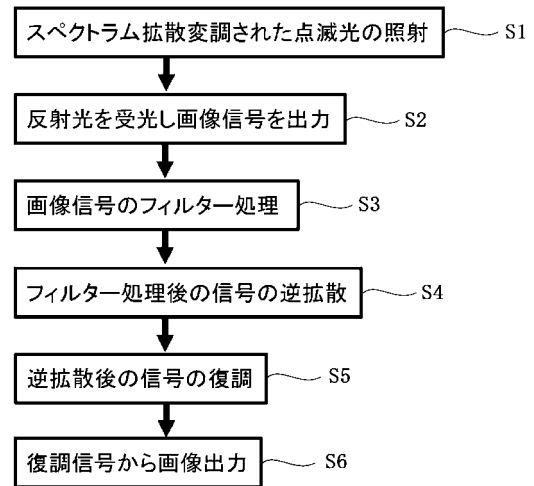 スペクトラム拡散変調された点滅光の照射 S1
反射光を受光し画像信号を出力 S2
画像信号のフィルター処理 S3
フィルター処理後の信号の逆拡散 S4
逆拡散後の信号の復調 S5
復調信号から画像出力 S6